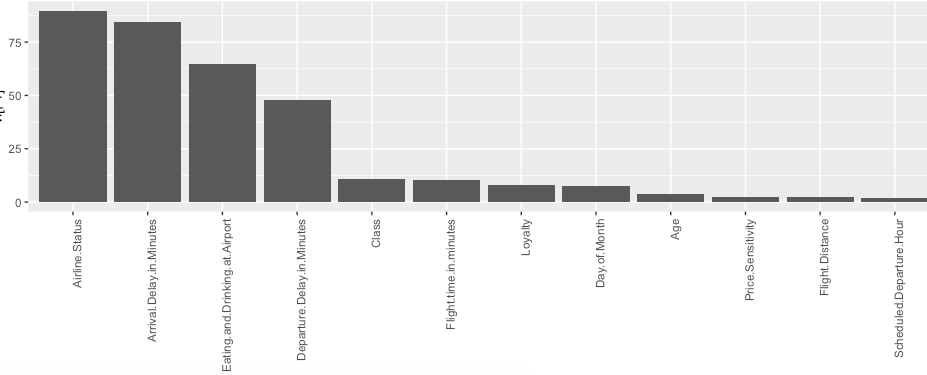 75
50
25
0
Airline.Status
Arrival.Delay.in.Minutes
Eating.and.Drinking.at.Airport
Departure.Delay.in.Minutes
Class
Flight.time.in.minutes
Loyalty
Day.of.Month
Age
Price.Sensitivity
Flight.Distance
Scheduled.Departure.Hour